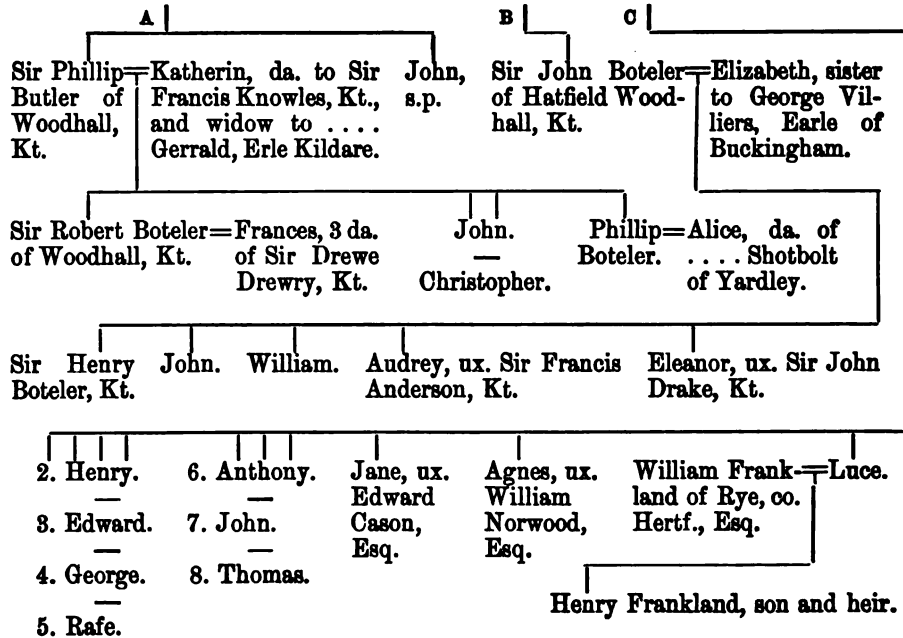 A B C
Sir Phillip=Katherin, da. to Sir John, Sir John Boteler=Elizabeth, sister
Butler of Francis Knowles, Kt., s.p. of Hatfield Wood- to George Vil-
Woodhall, and widow to .... hall, Kt. liers, Earle of
Kt. Gerrald, Erle Kildare. Buckingham.
Sir Robert Boteler=Frances, 3 da. John. Phillip=Alice, da. of
of Woodhall, Kt. of Sir Drewe — Boteler. .... Shotbolt
Drewry, Kt. Christopher. of Yardley.
Sir Henry John. William. Audrey, ux. Sir Francis Eleanor, ux. Sir John
Boteler, Kt. Anderson, Kt. Drake, Kt.
2. Henry. 6. Anthony. Jane, ux. Agnes, ux. William Frank-=Luce.
— — Edward William land of Rye, co.
3. Edward. 7. John. Cason, Norwood, Hertf., Esq.
— — Esq. Esq.
4. George. 8. Thomas.
— Henry Frankland, son and heir.
5. Rafe.